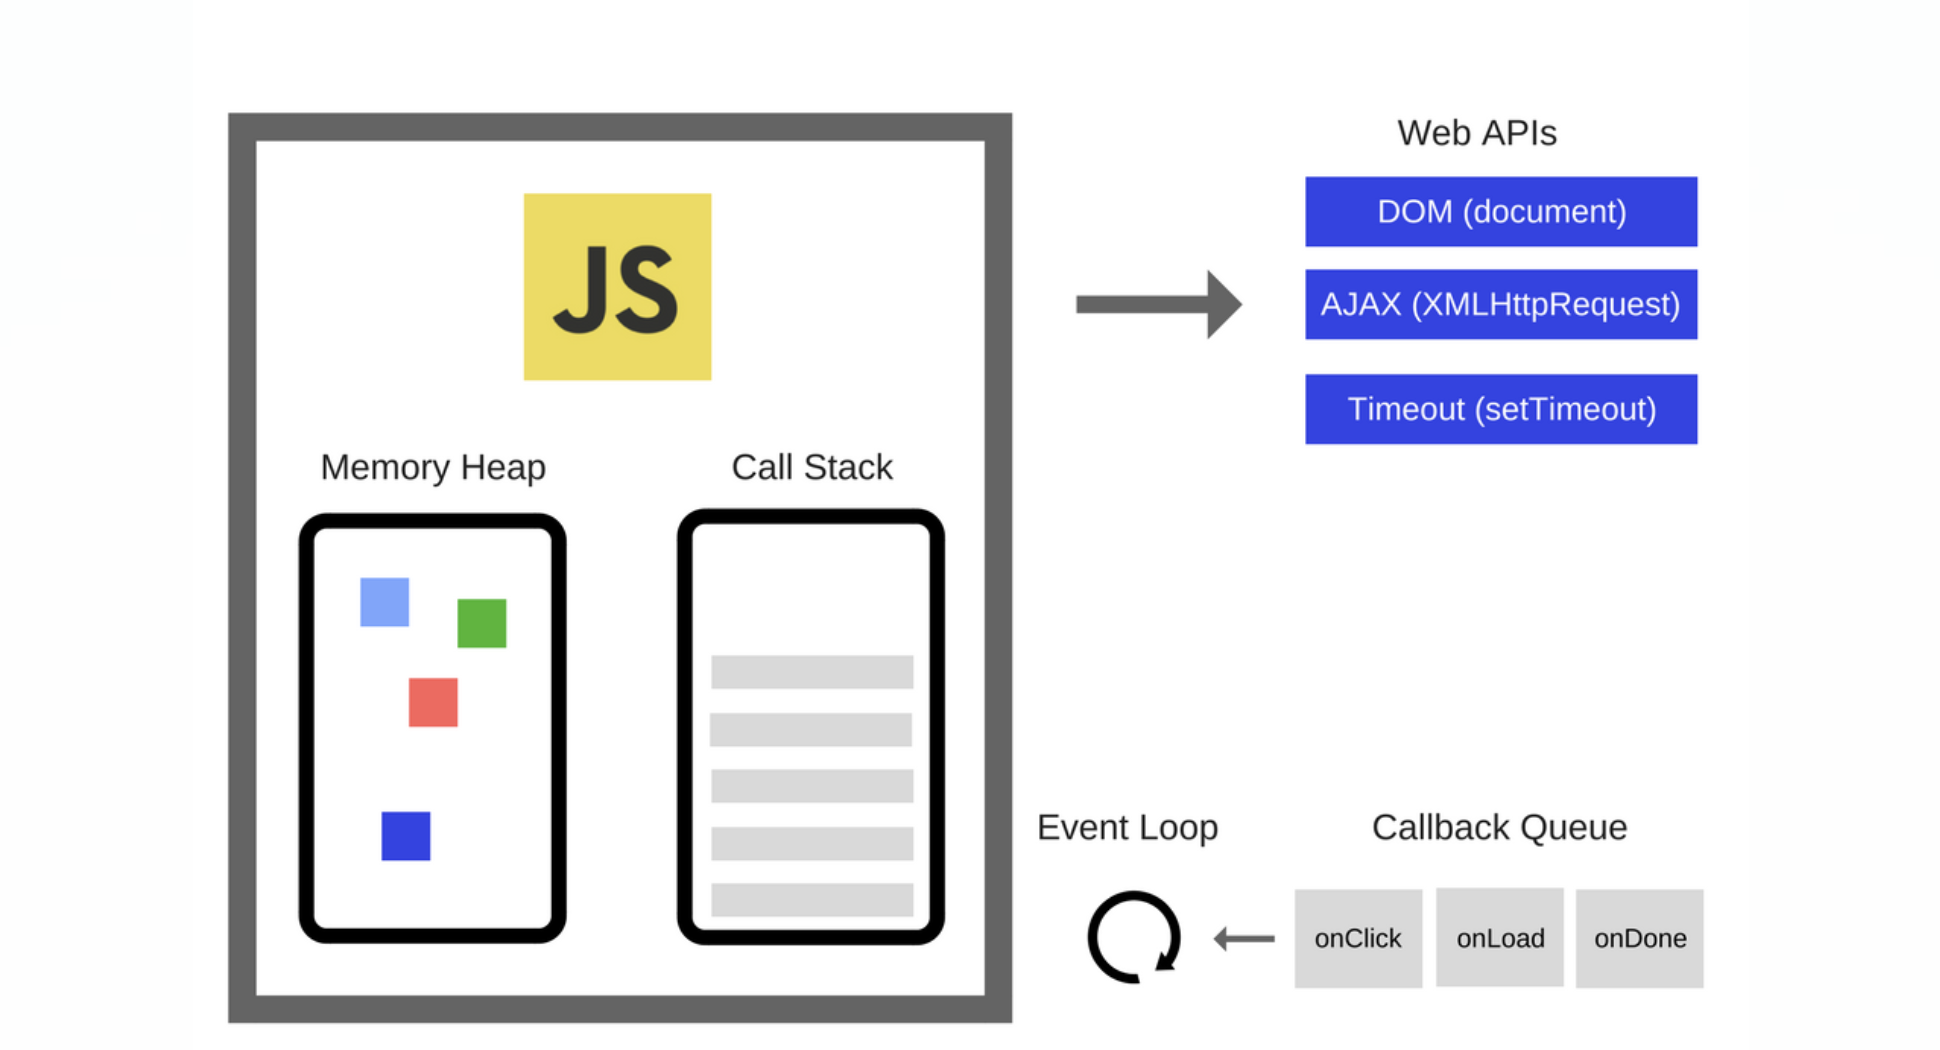 JS
Memory Heap
Call Stack
Web APIs
DOM (document)
AJAX (XMLHttpRequest)
Timeout (setTimeout)
Event Loop
Callback Queue
onClick
onLoad
onDone